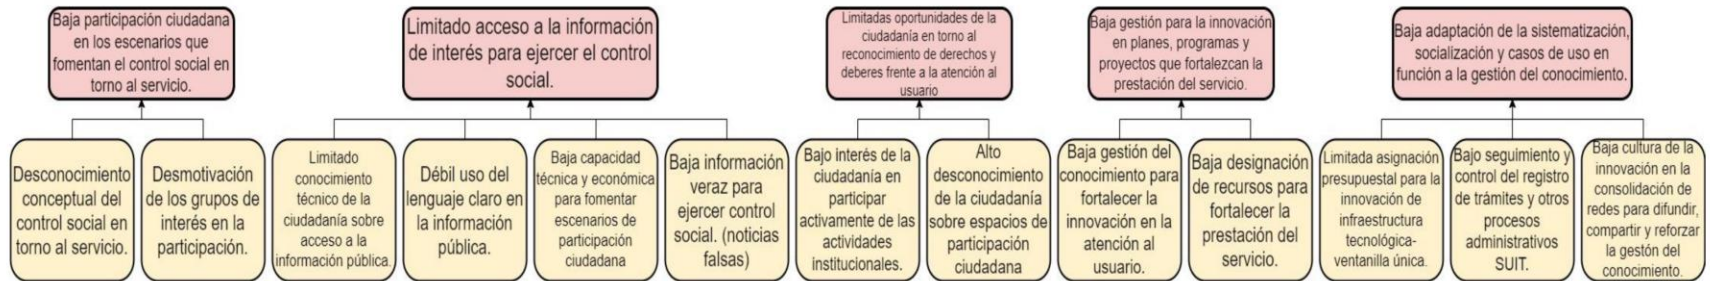 Baja participación ciudadana
en los escenarios que
fomentan el control social en
torno al servicio.
Limitado acceso a la información
de interés para ejercer el control
social.
Limitadas oportunidades de la
ciudadanía en torno al
reconocimiento de derechos y
deberes frente a la atención al
usuario
Baja gestión para la innovación
en planes, programas y
proyectos que fortalezcan la
prestación del servicio.
Baja adaptación de la sistematización,
socialización y casos de uso en
función a la gestión del conocimiento.
Desconocimiento
conceptual del
control social en
torno al servicio.
Desmotivación
de los grupos de
interés en la
participación.
Limitado
conocimiento
técnico de la
ciudadanía sobre
acceso a la
información pública.
Débil uso del
lenguaje claro en
la información
pública.
Baja capacidad
técnica y económica
para fomentar
escenarios de
participación
ciudadana
Baja información
veraz para
ejercer control
social. (noticias
falsas)
Bajo interés de la
ciudadanía en
participar
activamente de las
actividades
institucionales.
Alto
desconocimiento
de la ciudadanía
sobre espacios de
participación
ciudadana
Baja gestión del
conocimiento para
fortalecer la
innovación en la
atención al
usuario.
Baja designación
de recursos para
fortalecer la
prestación del
servicio.
Limitada asignación
presupuestal para la
innovación de
infraestructura
tecnológica-
ventanilla única.
Bajo seguimiento y
control del registro
de trámites y otros
procesos
administrativos
SUIT.
Baja cultura de la
innovación en la
consolidación de
redes para difundir,
compartir y reforzar
la gestión del
conocimiento.